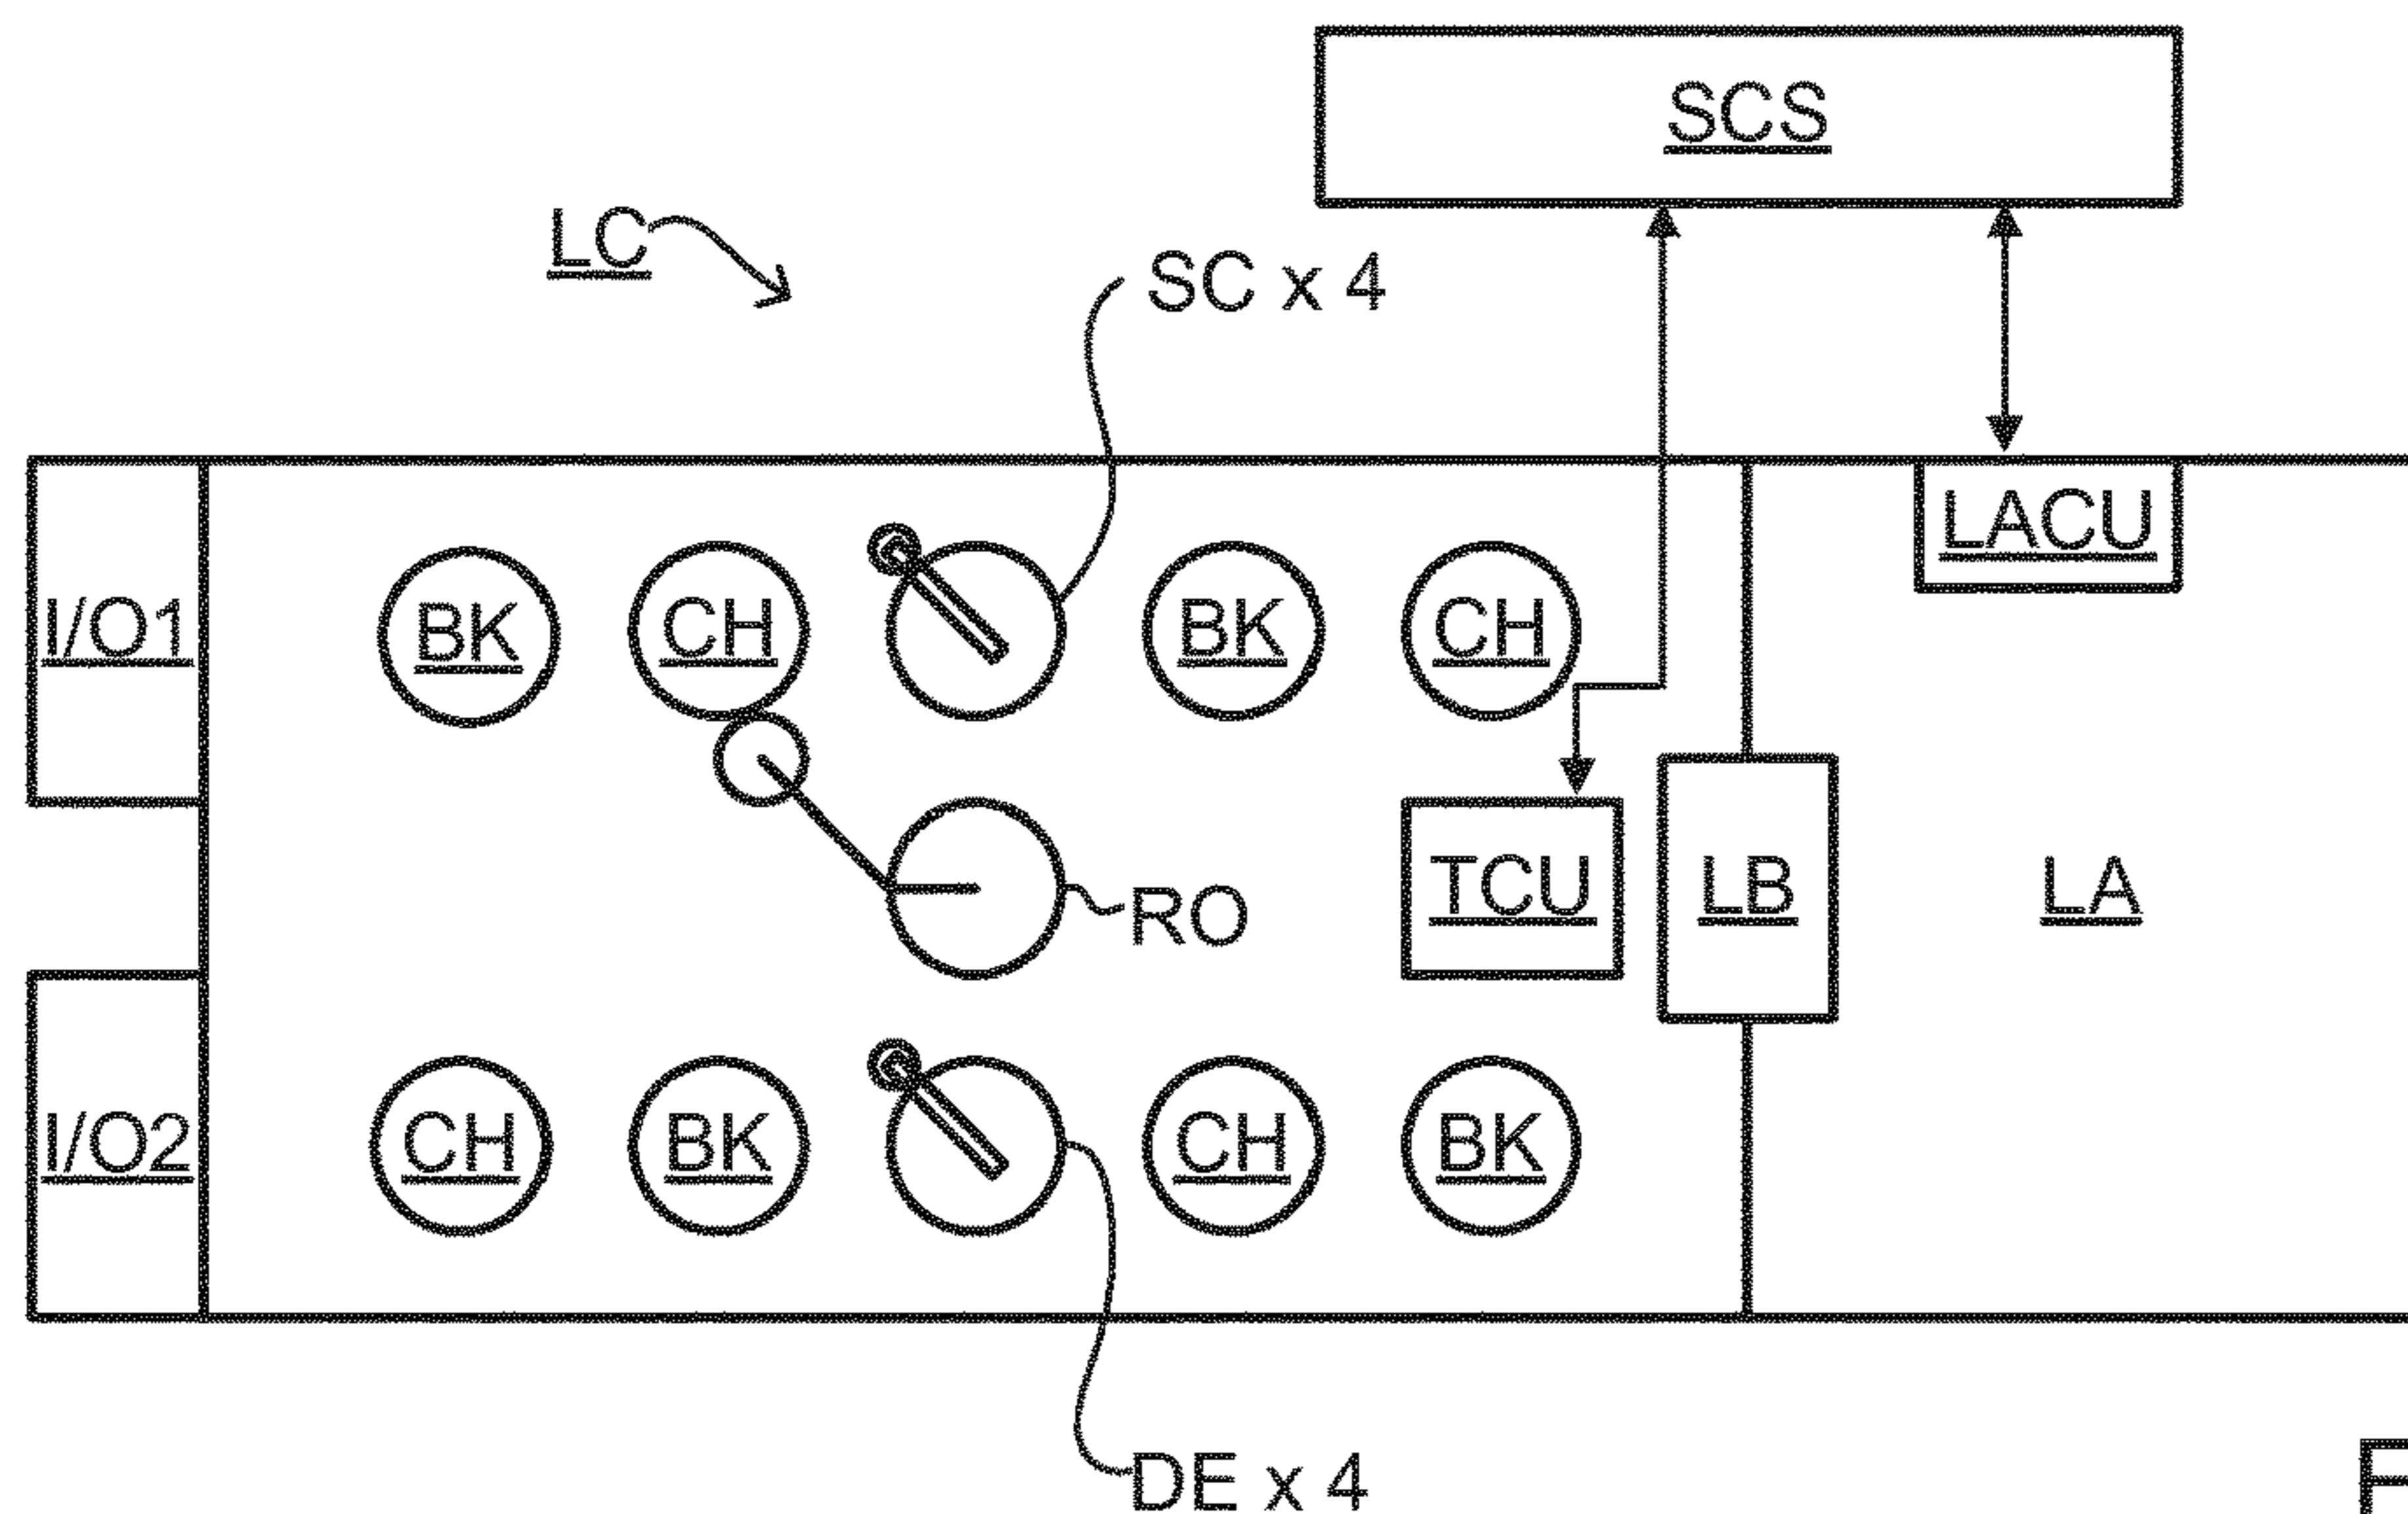 SCS
LC
SC x 4
LACU
I/O1
BK
CH
BK
CH
TCU
LB
LA
RO
I/O2
CH
BK
CH
BK
DE x 4
F